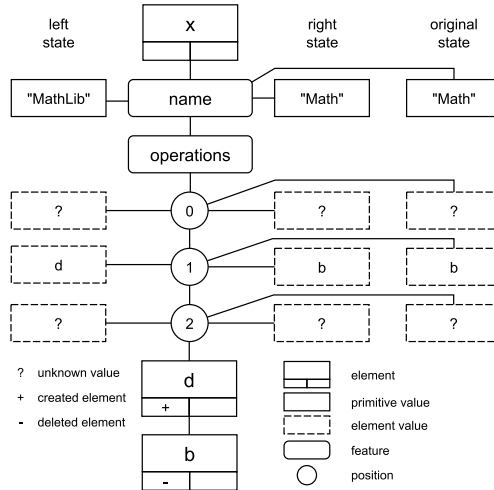 left state
right state
original state
x
"MathLib"
name
"Math"
"Math"
operations
?
0
?
?
d
1
b
b
?
2
?
?
d
+
b
-
? unknown value
+ created element
- deleted element
element
primitive value
element value
feature
position